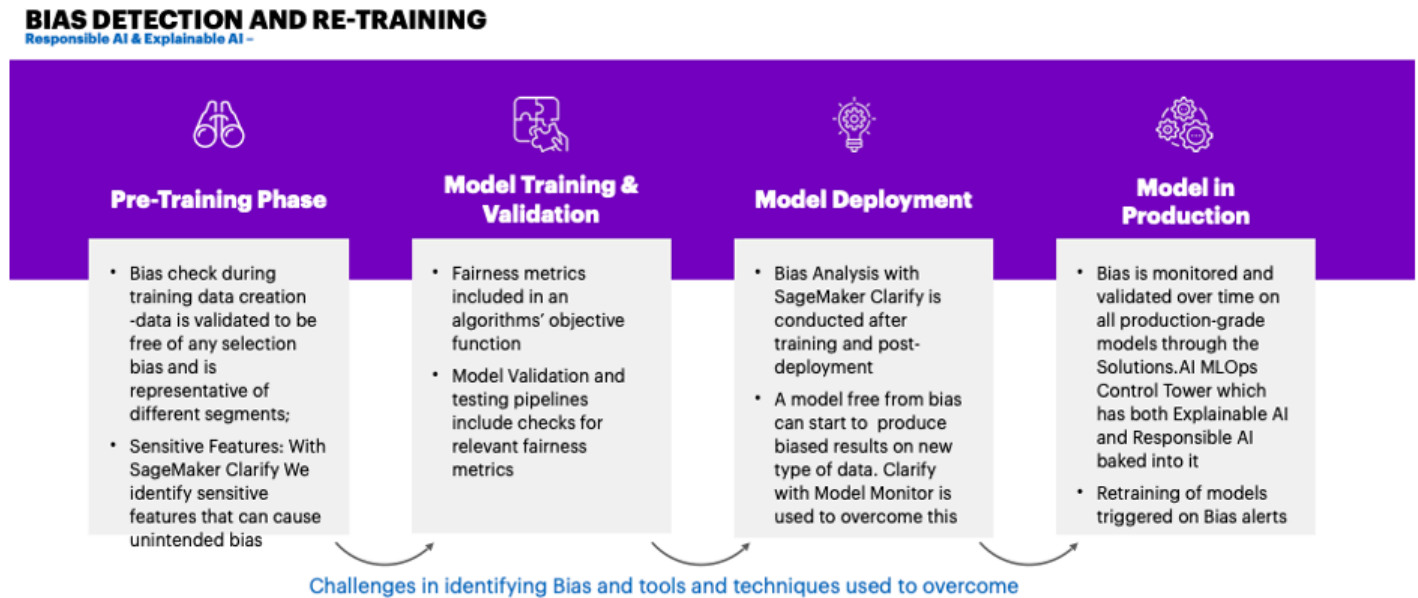 BIAS DETECTION AND RE-TRAINING
Responsible AI & Explainable AI –
Pre-Training Phase
• Bias check during
training data creation
-data is validated to be
free of any selection
bias and is
representative of
different segments;
• Sensitive Features: With
SageMaker Clarify We
identify sensitive
features that can cause
unintended bias
Model Training &
Validation
• Fairness metrics
included in an
algorithms’ objective
function
• Model Validation and
testing pipelines
include checks for
relevant fairness
metrics
Model Deployment
• Bias Analysis with
SageMaker Clarify is
conducted after
training and post-
deployment
• A model free from bias
can start to produce
biased results on new
type of data. Clarify
with Model Monitor is
used to overcome this
Model in
Production
• Bias is monitored and
validated over time on
all production-grade
models through the
Solutions.AI MLOps
Control Tower which
has both Explainable AI
and Responsible AI
baked into it
• Retraining of models
triggered on Bias alerts
Challenges in identifying Bias and tools and techniques used to overcome